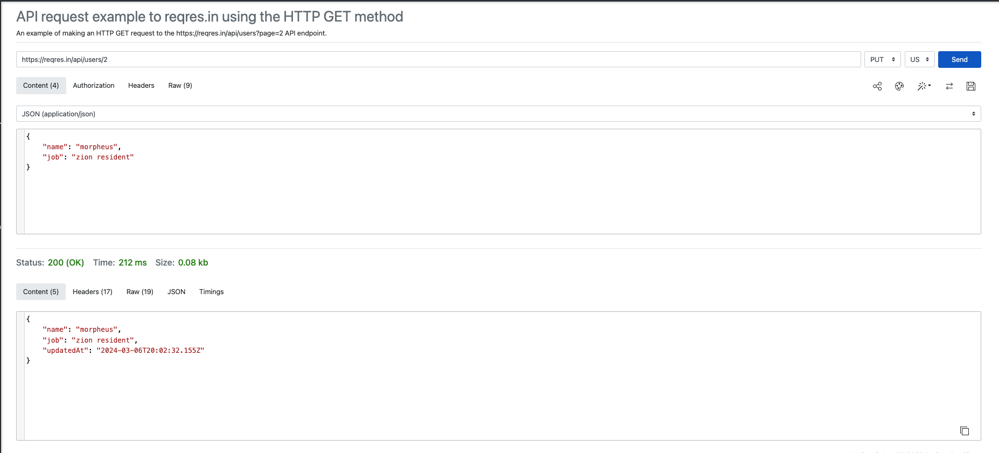 API request example to reqres.in using the HTTP GET method
An example of making an HTTP GET request to the https://reqres.in/api/users?page=2 API endpoint.
https://reqres.in/api/users/2 PUT US Send
Content (4) Authorization Headers Raw (9)
JSON (application/json)
{
"name": "morpheus",
"job": "zion resident"
}
Status: 200 (OK) Time: 212 ms Size: 0.08 kb
Content (5) Headers (17) Raw (19) JSON Timings
{
"name": "morpheus",
"job": "zion resident",
"updatedAt": "2024-03-06T20:02:32.155Z"
}